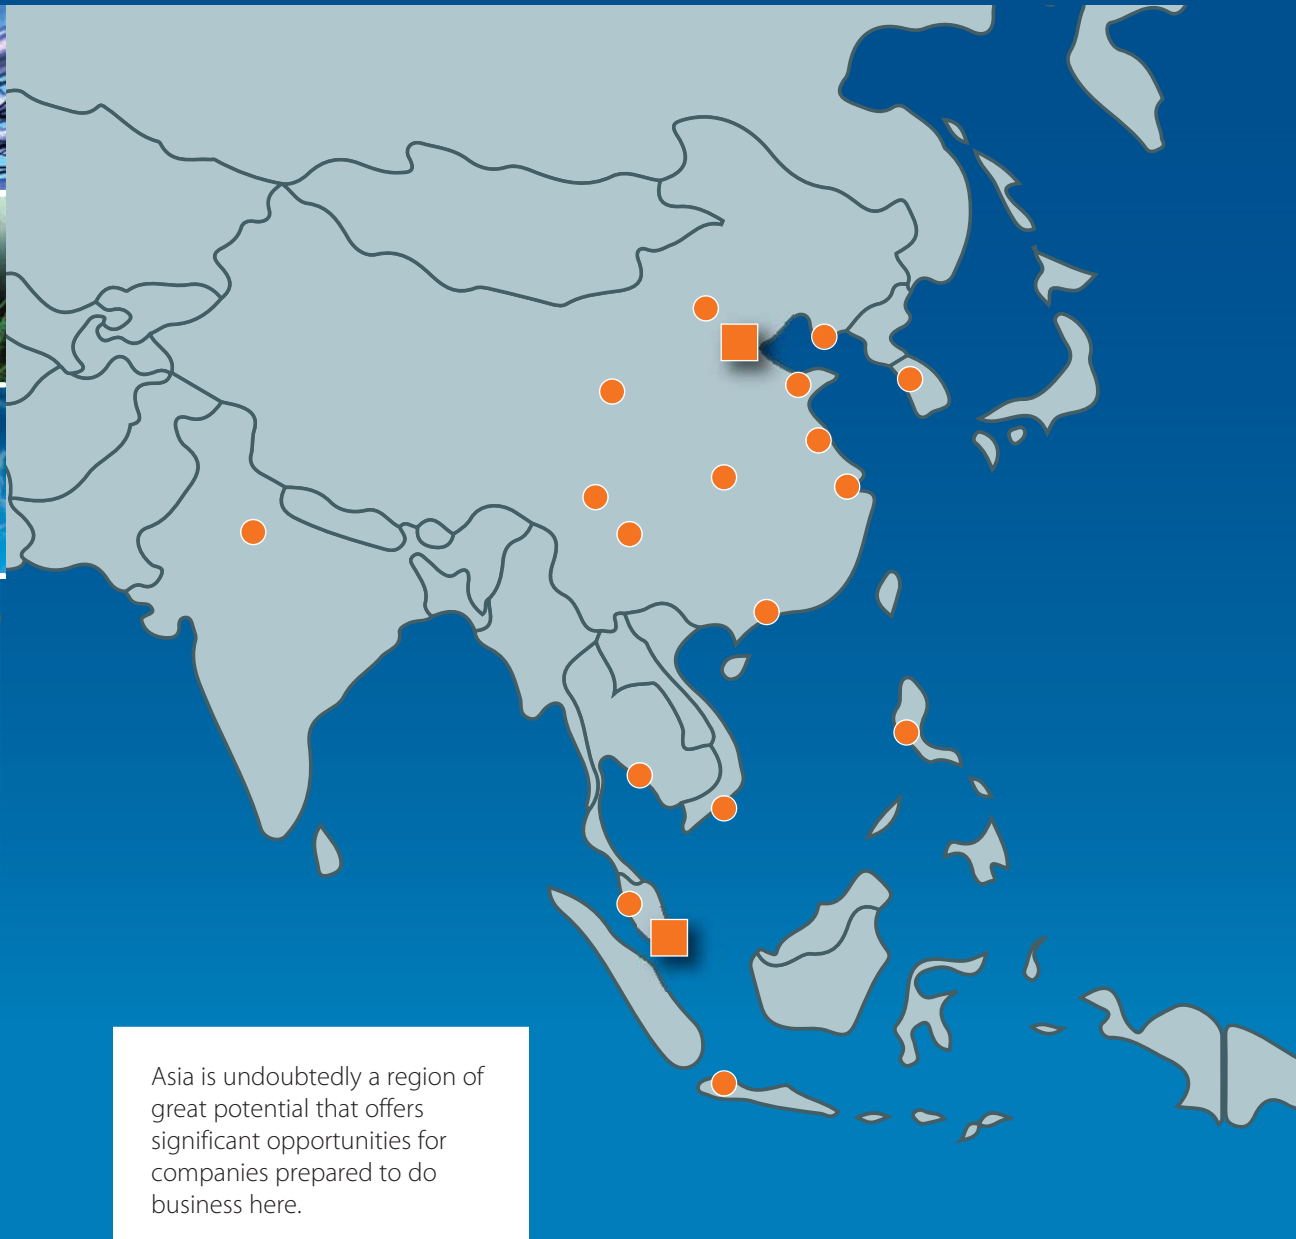 Asia is undoubtedly a region of
great potential that offers
significant opportunities for
companies prepared to do
business here.